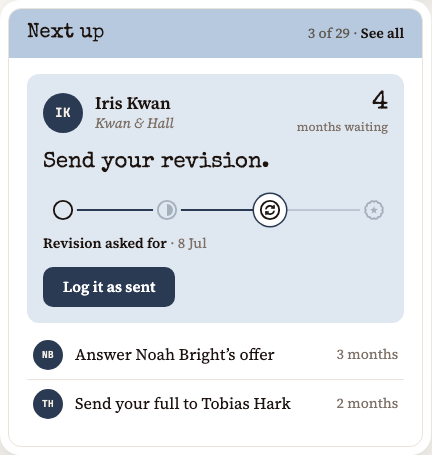 Next up
3 of 29 · See all
IK
Iris Kwan
Kwan & Hall
4
months waiting
Send your revision.
Revision asked for · 8 Jul
Log it as sent
NB
Answer Noah Bright’s offer
3 months
TH
Send your full to Tobias Hark
2 months